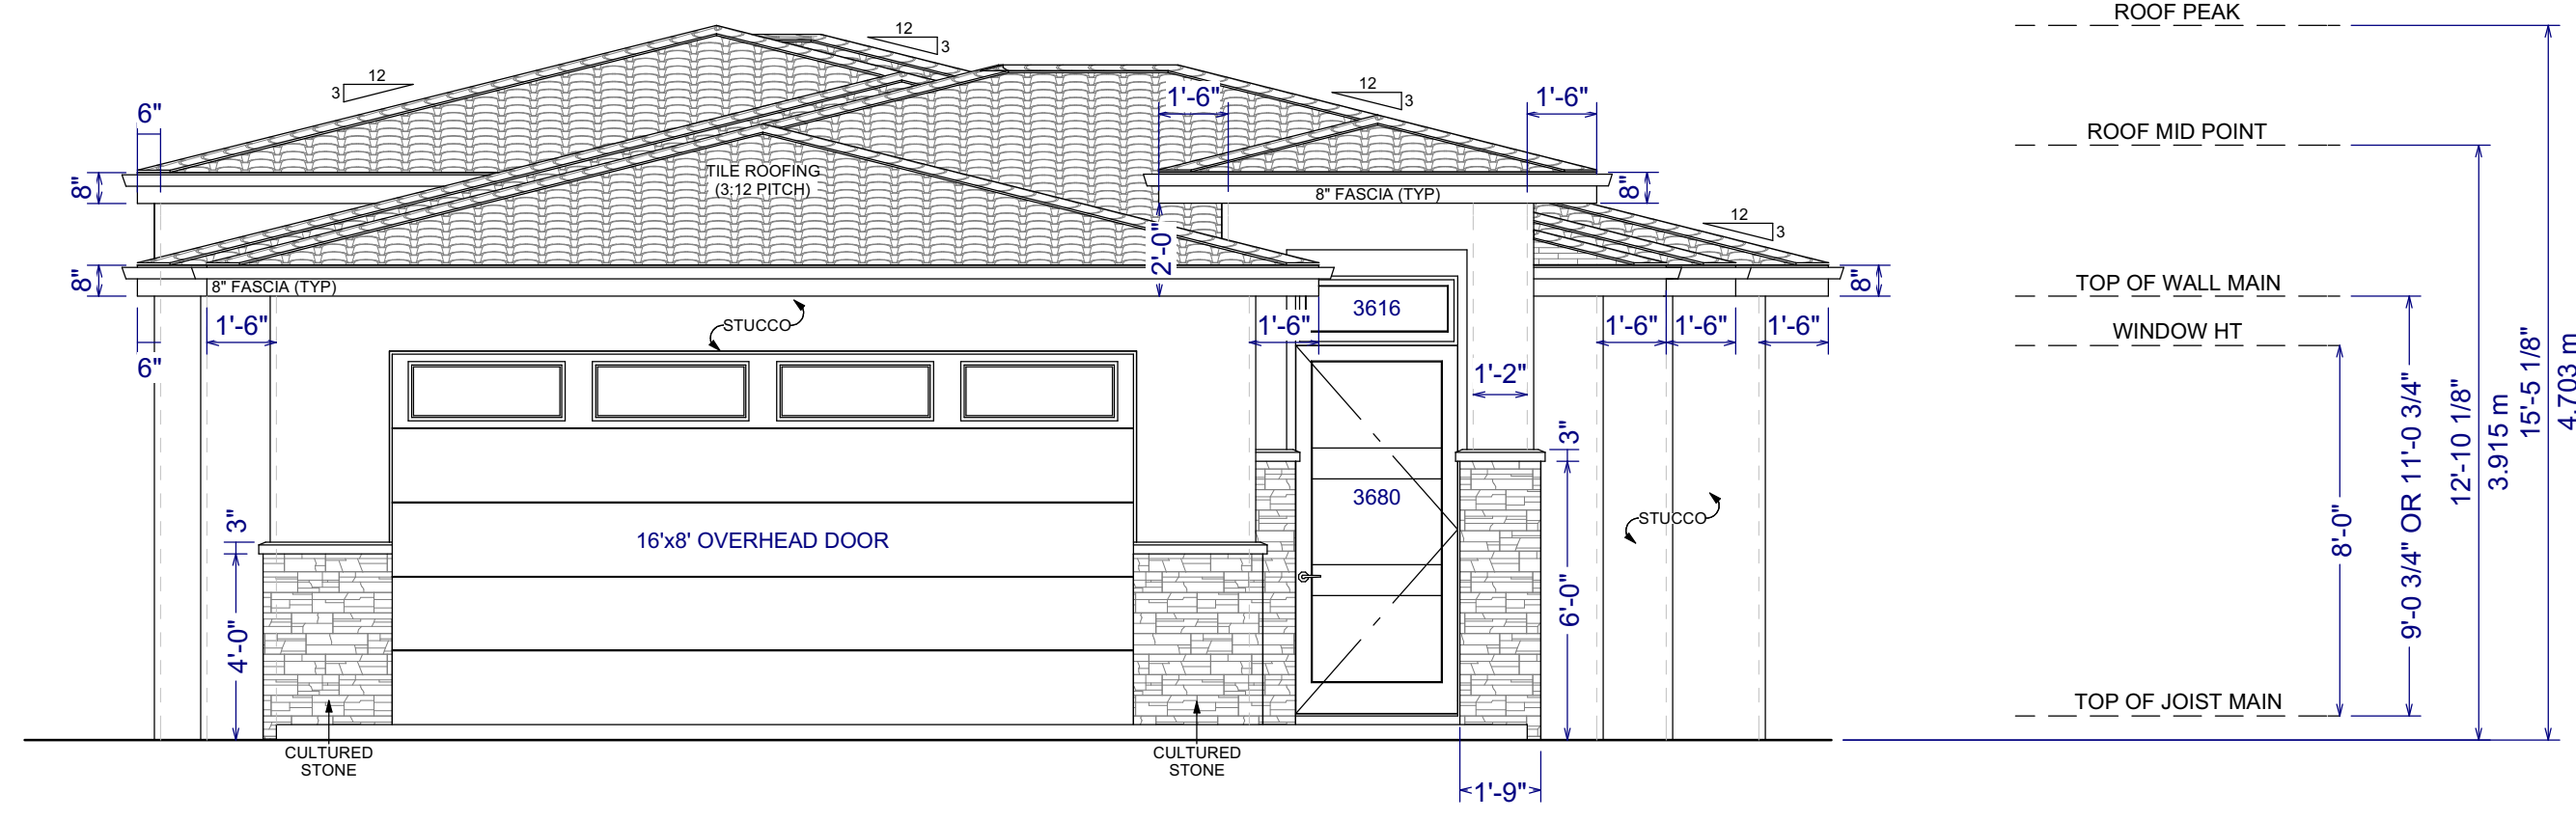 ROOF PEAK
12
3
12
3
12
3
6"
1'-6"
1'-6"
ROOF MID POINT
TILE ROOFING
(3:12 PITCH)
8"
8" FASCIA (TYP)
8"
12
3
2'-0"
8"
8" FASCIA (TYP)
8"
TOP OF WALL MAIN
3616
STUCCO
1'-6"
1'-6"
1'-6"
1'-6"
1'-6"
WINDOW HT
6"
1'-2"
15'-5 1/8"
4.703 m
12'-10 1/8"
3.915 m
9'-0 3/4" OR 11'-0 3/4"
8'-0"
3"
3680
STUCCO
3"
16'x8' OVERHEAD DOOR
6'-0"
4'-0"
TOP OF JOIST MAIN
CULTURED
STONE
CULTURED
STONE
1'-9"